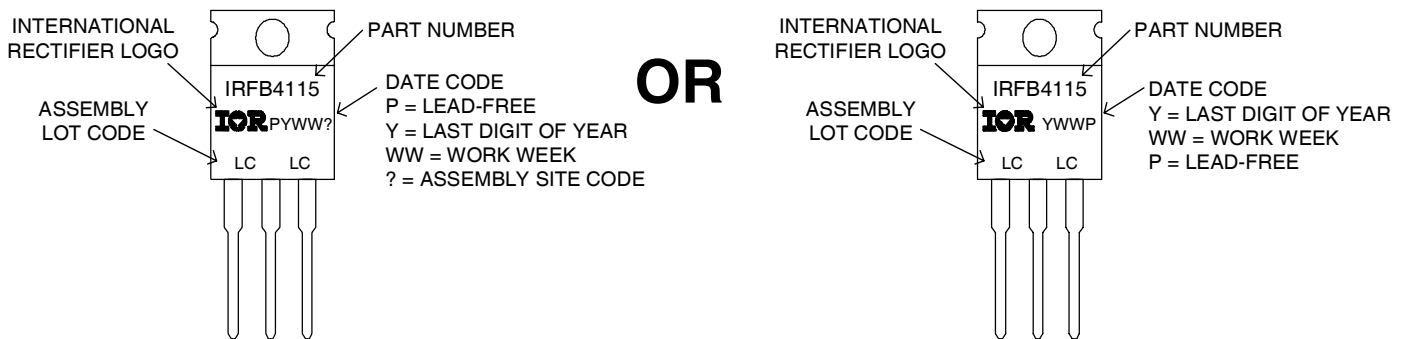 INTERNATIONAL
RECTIFIER LOGO
PART NUMBER
IRFB4115
ASSEMBLY
LOT CODE
IOR PYWW?
LC LC
DATE CODE
P = LEAD-FREE
Y = LAST DIGIT OF YEAR
WW = WORK WEEK
? = ASSEMBLY SITE CODE
OR
INTERNATIONAL
RECTIFIER LOGO
PART NUMBER
IRFB4115
ASSEMBLY
LOT CODE
IOR YWWP
LC LC
DATE CODE
Y = LAST DIGIT OF YEAR
WW = WORK WEEK
P = LEAD-FREE